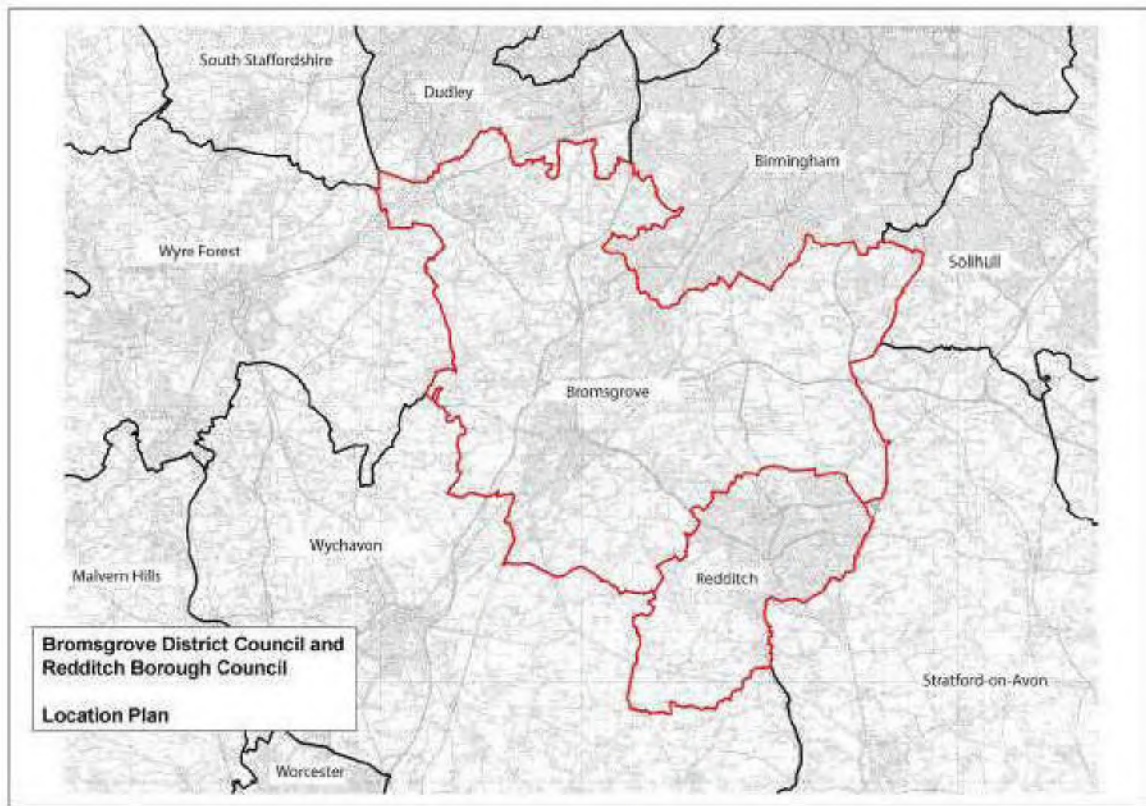 South Staffordshire
Dudley
Birmingham
Wyre Forest
Solihull
Bromsgrove
Wychavon
Malvern Hills
Redditch
Bromsgrove District Council and
Redditch Borough Council
Location Plan
Stratford-on-Avon
Worcester